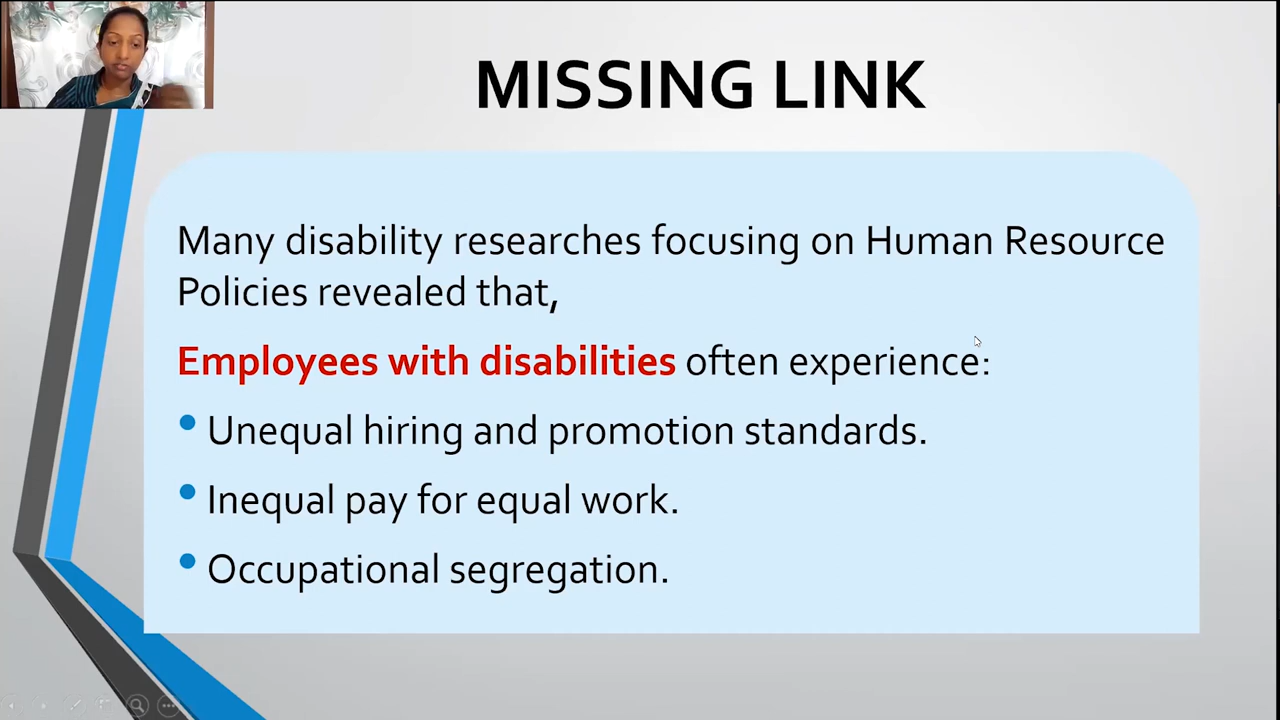 MISSING LINK
Many disability researches focusing on Human Resource
Policies revealed that,
Employees with disabilities often experience:
• Unequal hiring and promotion standards.
• Inequal pay for equal work.
• Occupational segregation.